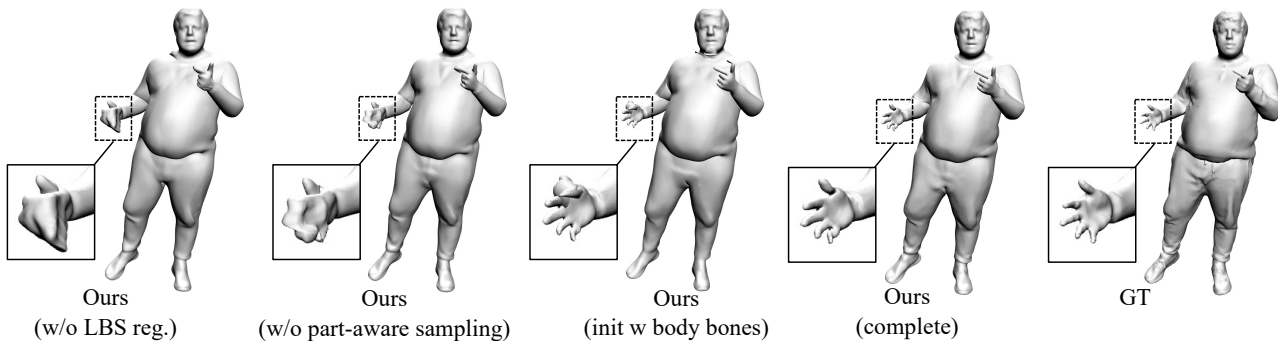 Ours
(w/o LBS reg.)
Ours
(w/o part-aware sampling)
Ours
(init w body bones)
Ours
(complete)
GT